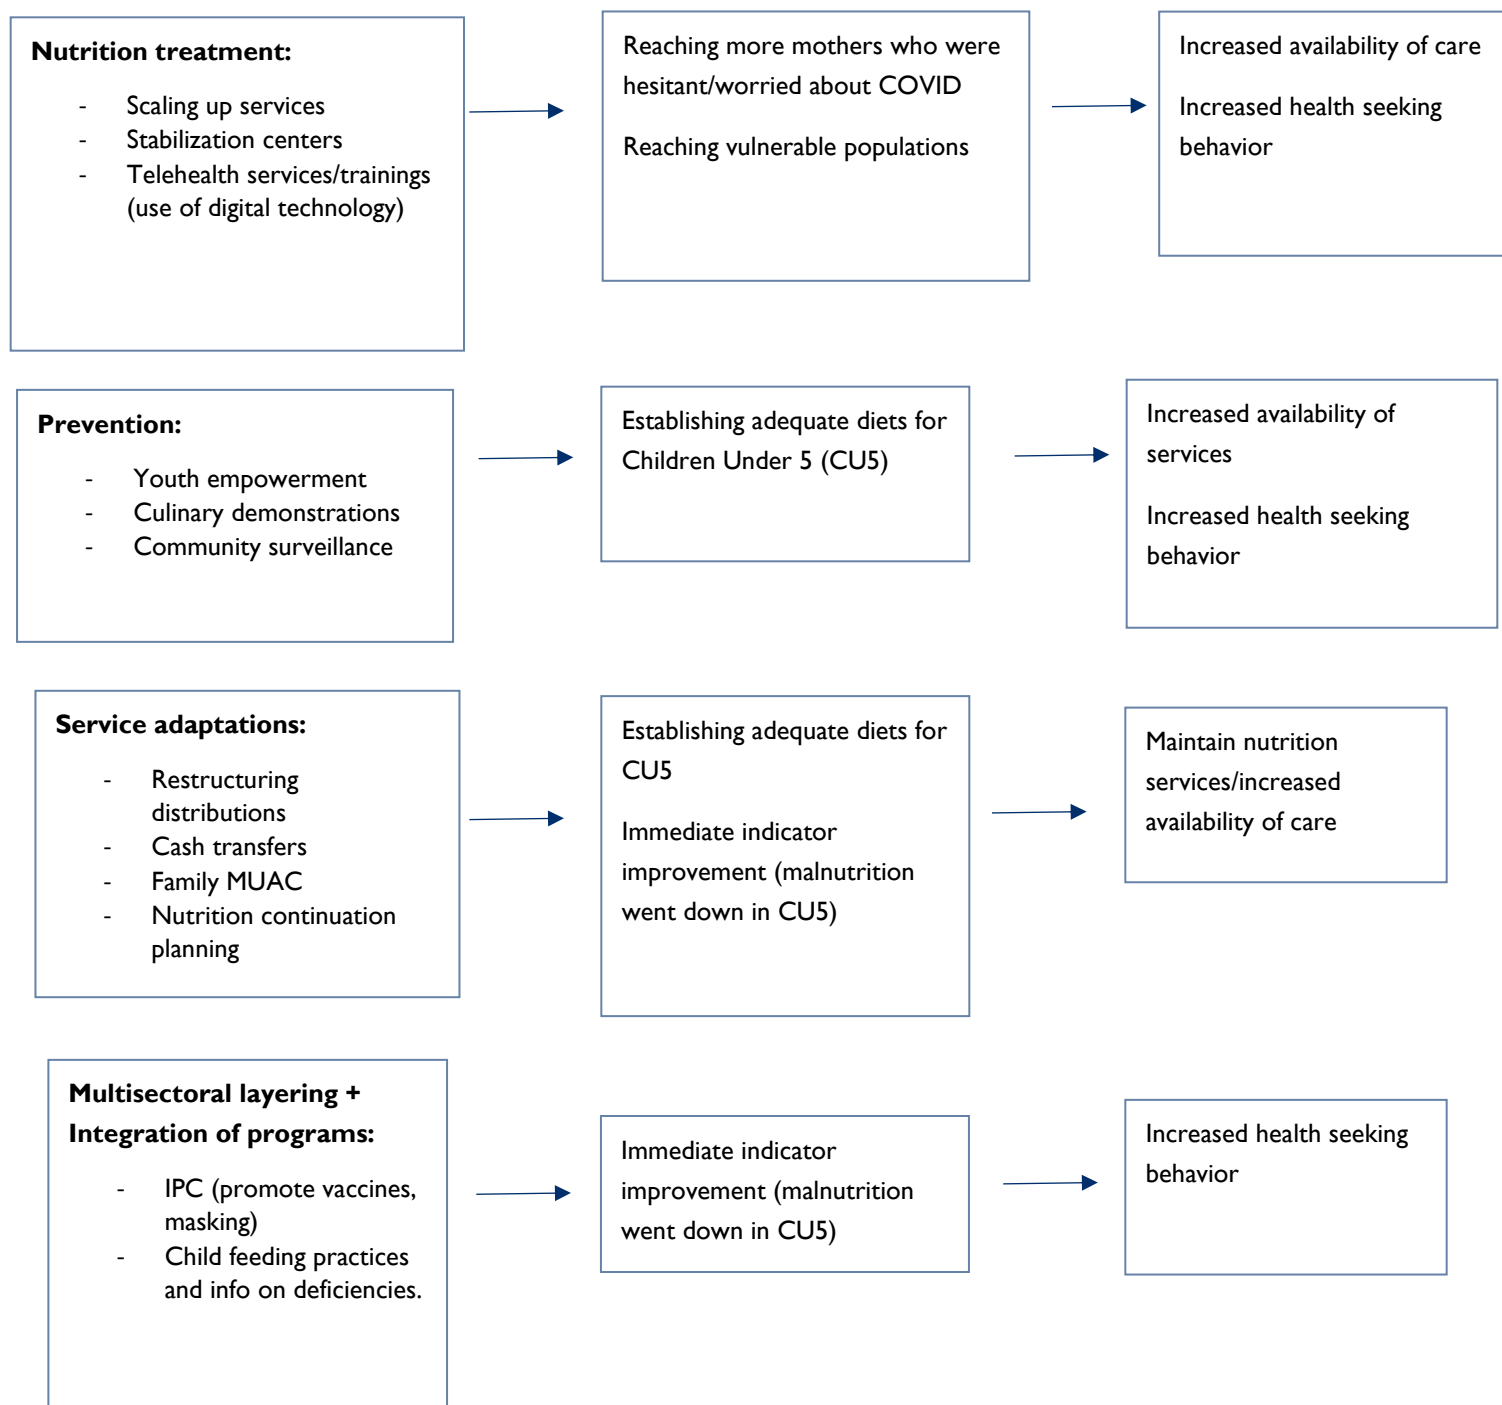 Nutrition treatment:
- Scaling up services
- Stabilization centers
- Telehealth services/trainings
(use of digital technology)
Reaching more mothers who were
hesitant/worried about COVID
Reaching vulnerable populations
Increased availability of care
Increased health seeking
behavior
Prevention:
- Youth empowerment
- Culinary demonstrations
- Community surveillance
Establishing adequate diets for
Children Under 5 (CU5)
Increased availability of
services
Increased health seeking
behavior
Service adaptations:
- Restructuring
distributions
- Cash transfers
- Family MUAC
- Nutrition continuation
planning
Establishing adequate diets for
CU5
Immediate indicator
improvement (malnutrition
went down in CU5)
Maintain nutrition
services/increased
availability of care
Multisectoral layering +
Integration of programs:
- IPC (promote vaccines,
masking)
- Child feeding practices
and info on deficiencies.
Immediate indicator
improvement (malnutrition
went down in CU5)
Increased health seeking
behavior